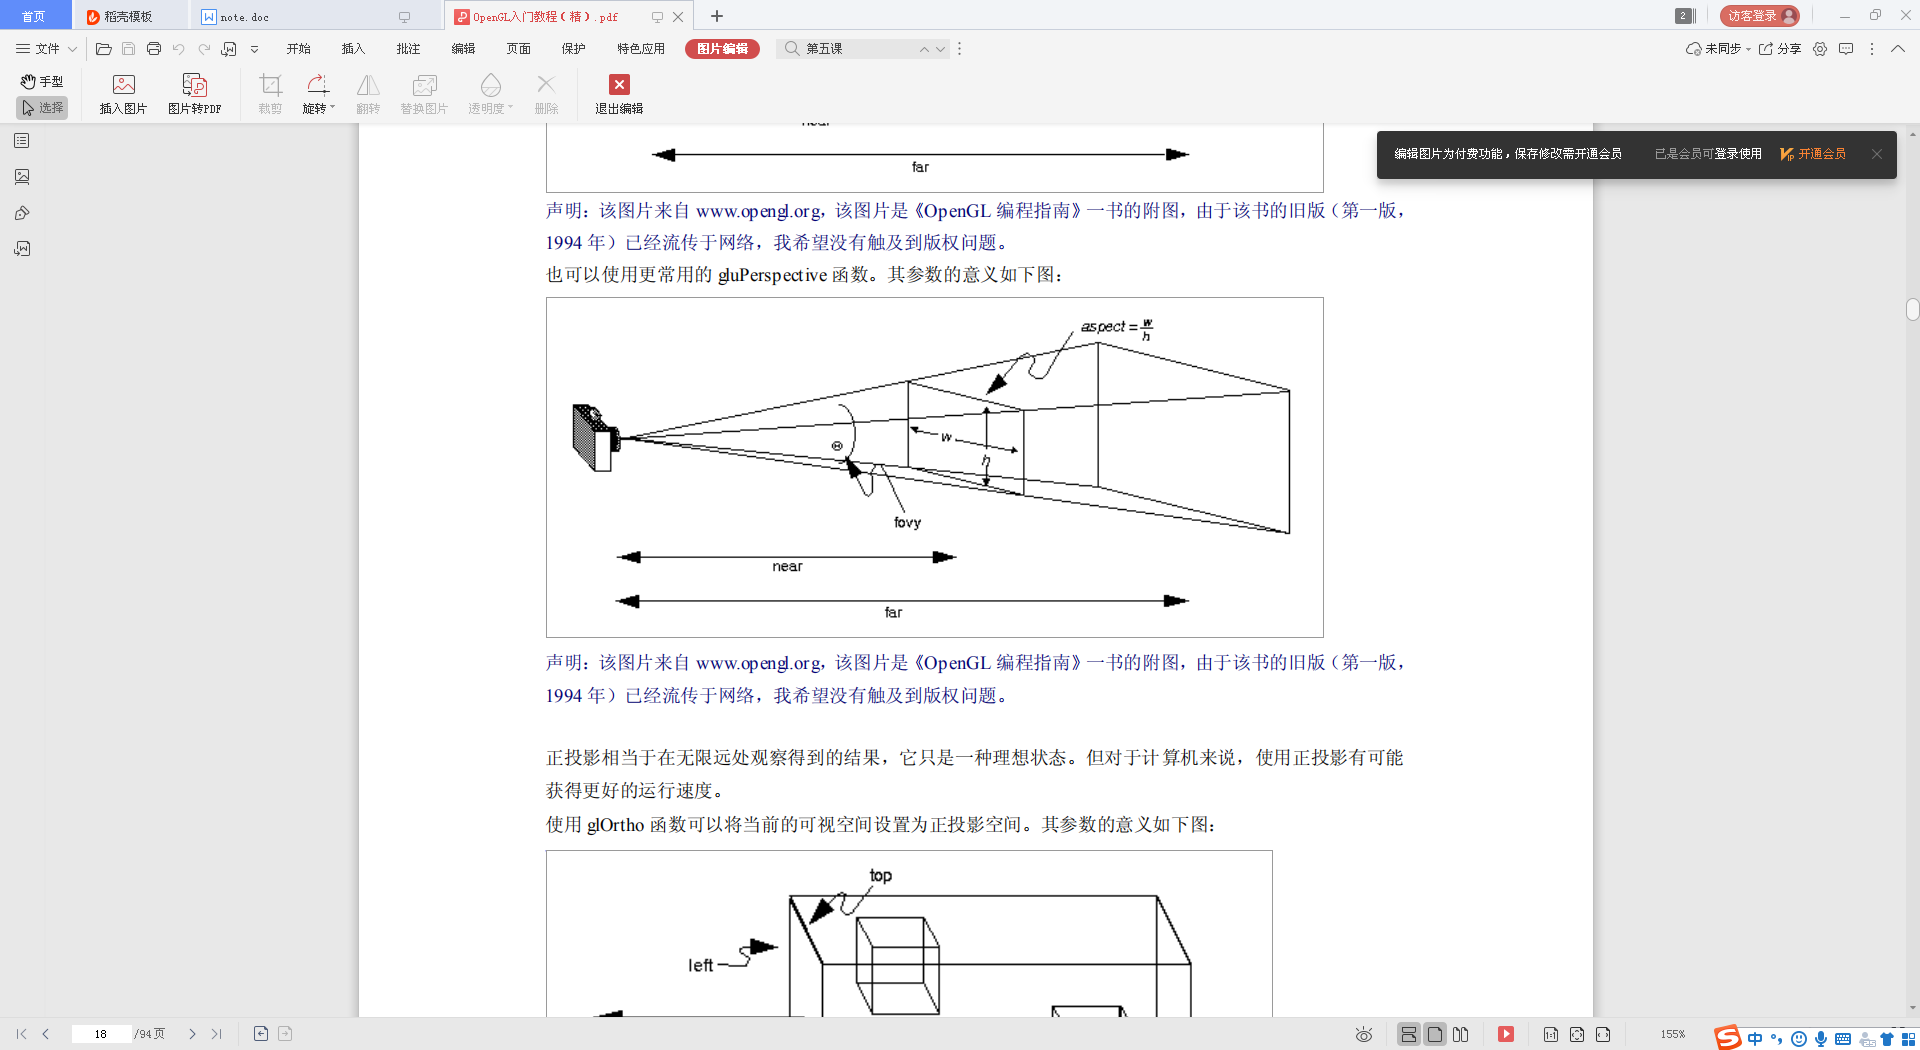 首页
稻壳模板
note.doc
OpenGL入门教程(精).pdf
2
访客登录
文件
开始
插入
批注
编辑
页面
保护
特色应用
图片编辑
第五课
未同步
分享
手型
选择
插入图片
图片转PDF
裁剪
旋转
翻转
替换图片
透明度
删除
退出编辑
编辑图片为付费功能，保存修改需开通会员
已是会员可登录使用
开通会员
near
far
声明：该图片来自 www.opengl.org，该图片是《OpenGL 编程指南》一书的附图，由于该书的旧版（第一版，
1994 年）已经流传于网络，我希望没有触及到版权问题。
也可以使用更常用的 gluPerspective 函数。其参数的意义如下图：
aspect = w/h
w
h
Θ
fovy
near
far
声明：该图片来自 www.opengl.org，该图片是《OpenGL 编程指南》一书的附图，由于该书的旧版（第一版，
1994 年）已经流传于网络，我希望没有触及到版权问题。
正投影相当于在无限远处观察得到的结果，它只是一种理想状态。但对于计算机来说，使用正投影有可能
获得更好的运行速度。
使用 glOrtho 函数可以将当前的可视空间设置为正投影空间。其参数的意义如下图：
top
left
18
/94页
1:1
155%
中